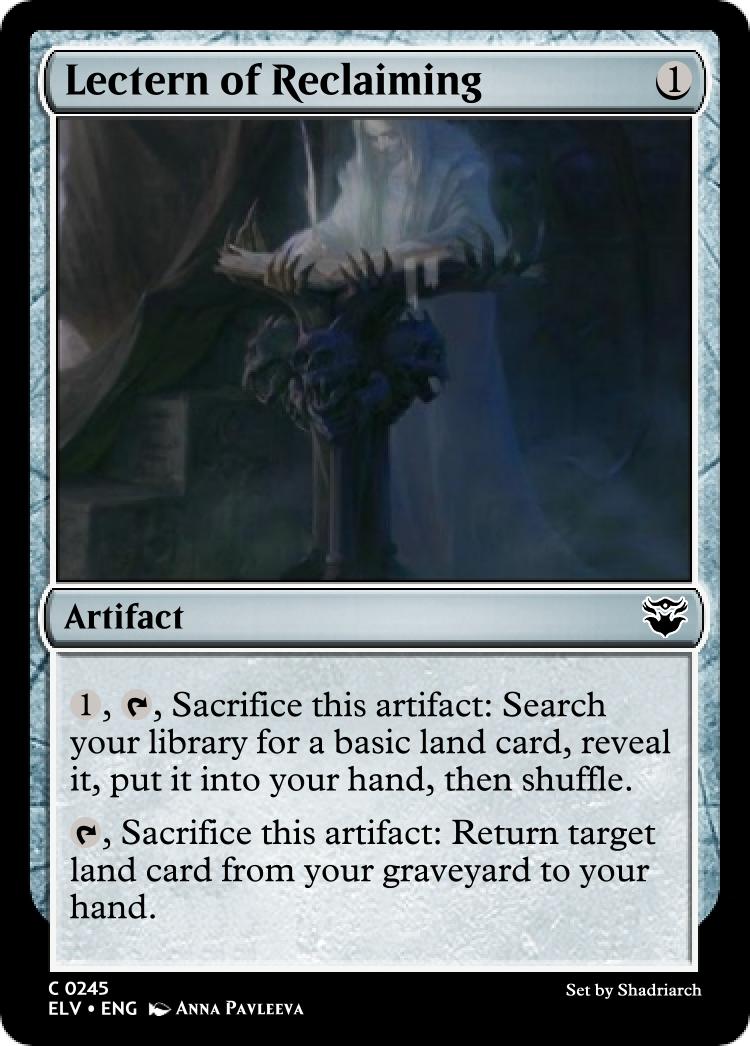 Lectern of Reclaiming 1
Artifact
1, , Sacrifice this artifact: Search
your library for a basic land card, reveal
it, put it into your hand, then shuffle.
, Sacrifice this artifact: Return target
land card from your graveyard to your
hand.
C 0245
Set by Shadriarch
ELV • ENG Anna Pavleeva